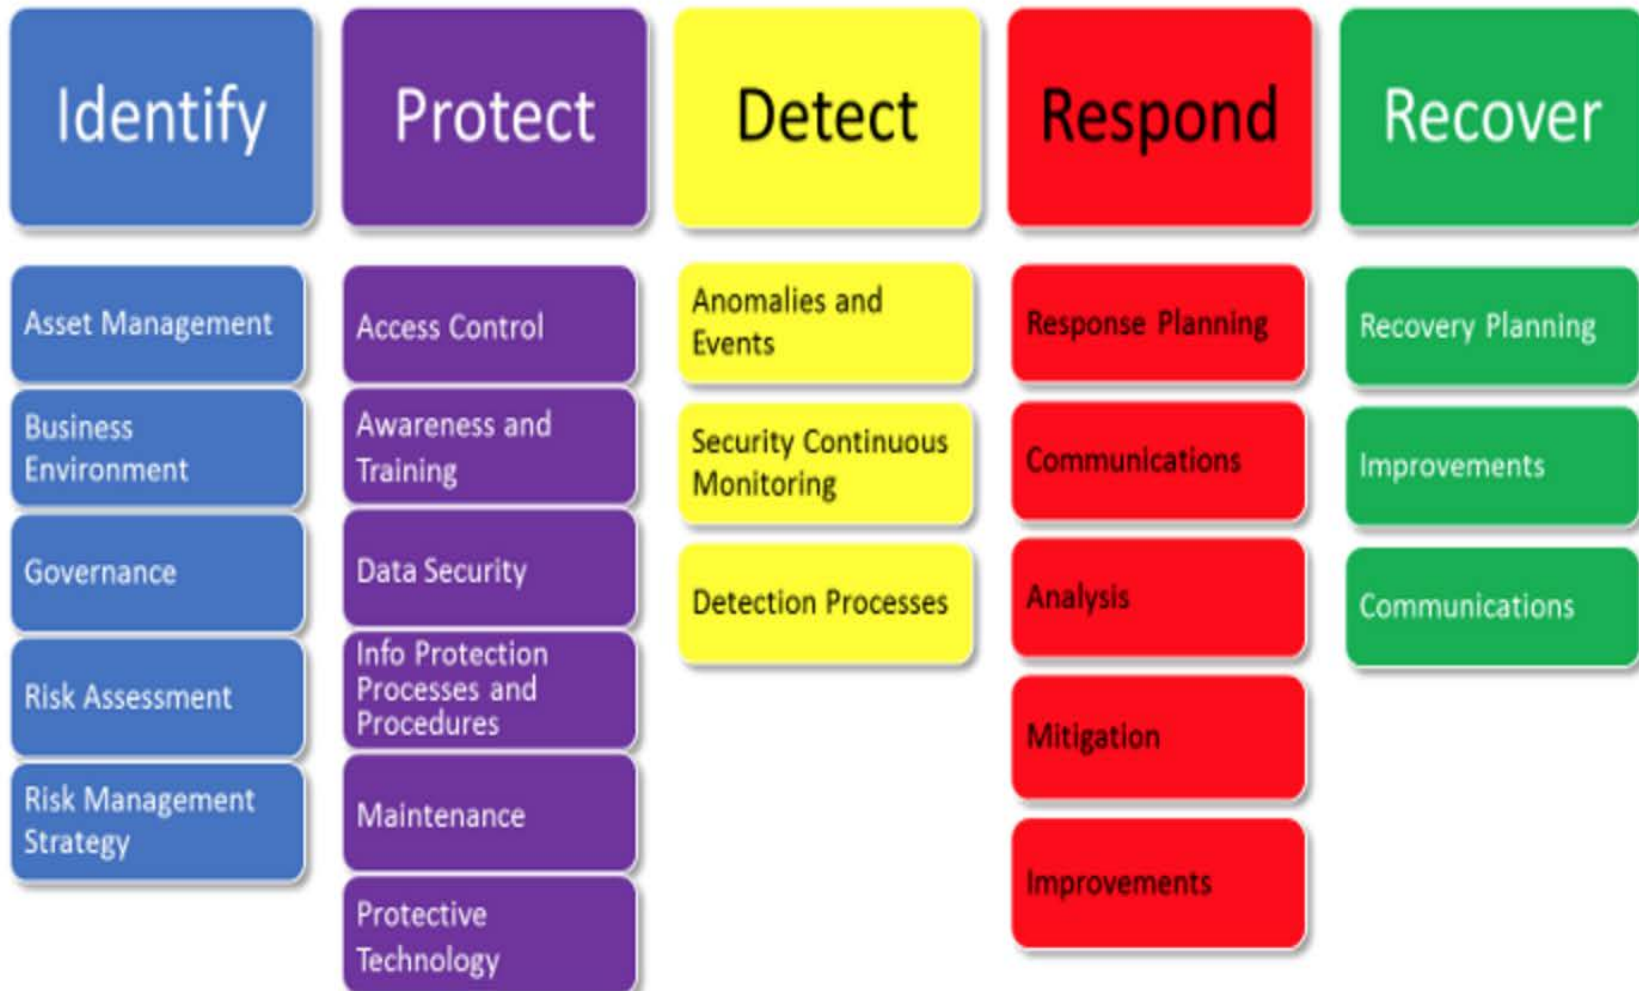 Identify
Protect
Detect
Respond
Recover
Asset Management
Business
Environment
Governance
Risk Assessment
Risk Management
Strategy
Access Control
Awareness and
Training
Data Security
Info Protection
Processes and
Procedures
Maintenance
Protective
Technology
Anomalies and
Events
Security Continuous
Monitoring
Detection Processes
Response Planning
Communications
Analysis
Mitigation
Improvements
Recovery Planning
Improvements
Communications